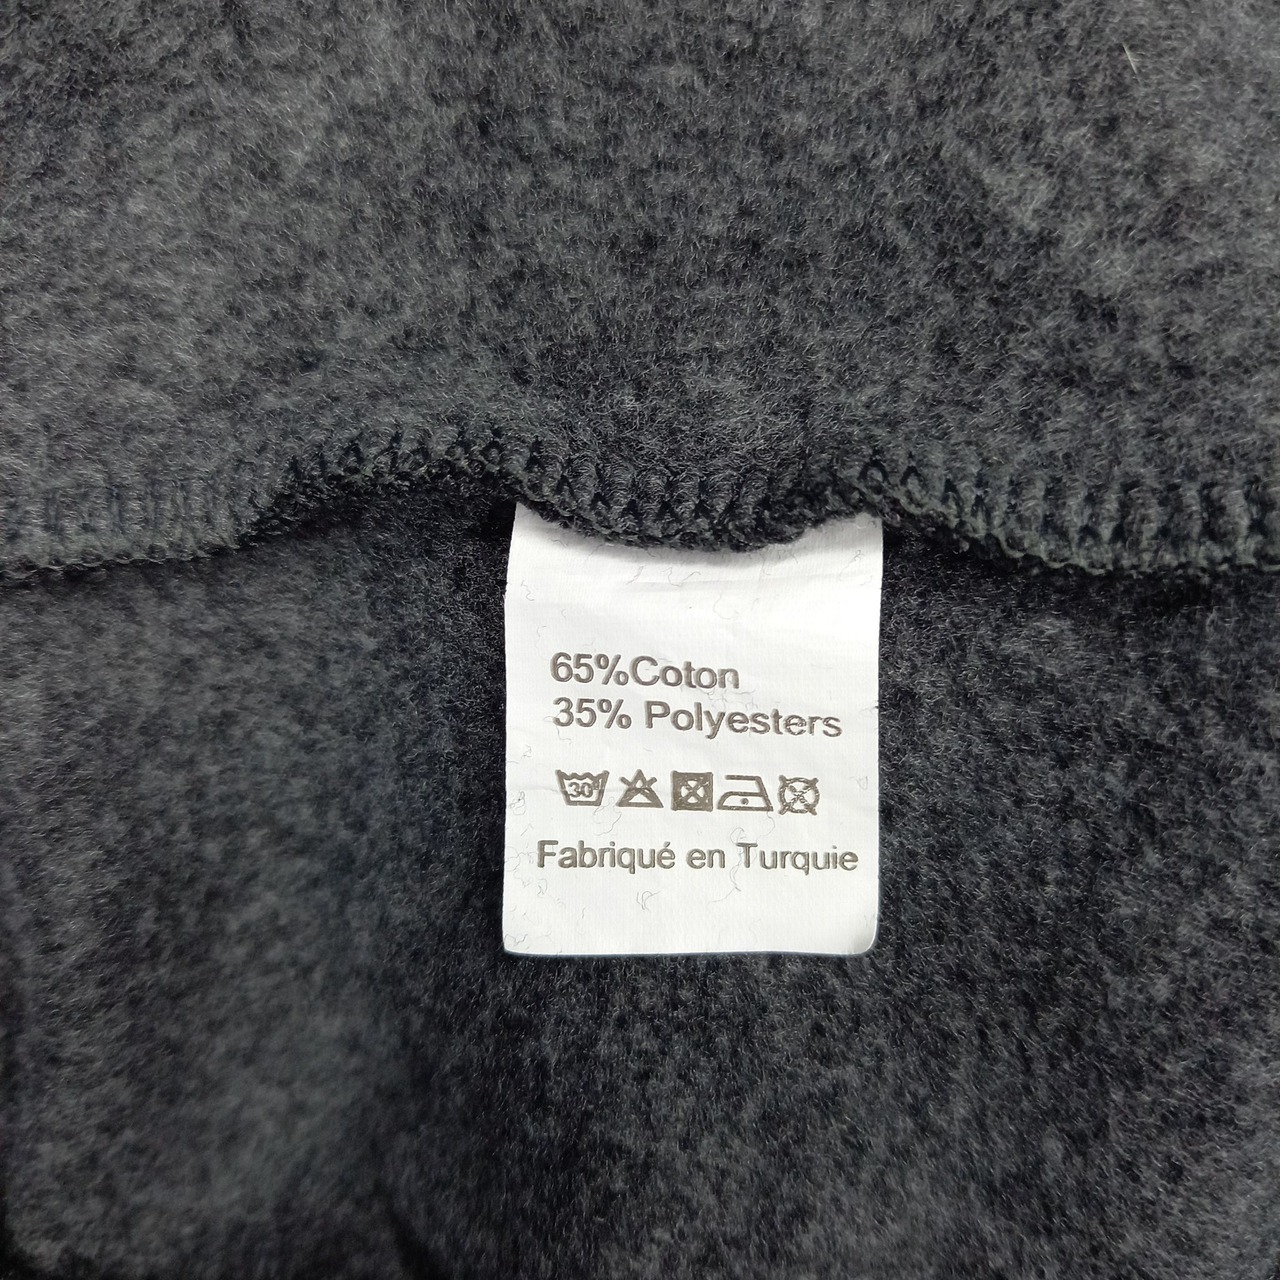 65%Coton
35% Polyesters
30°
Fabriqué en Turquie